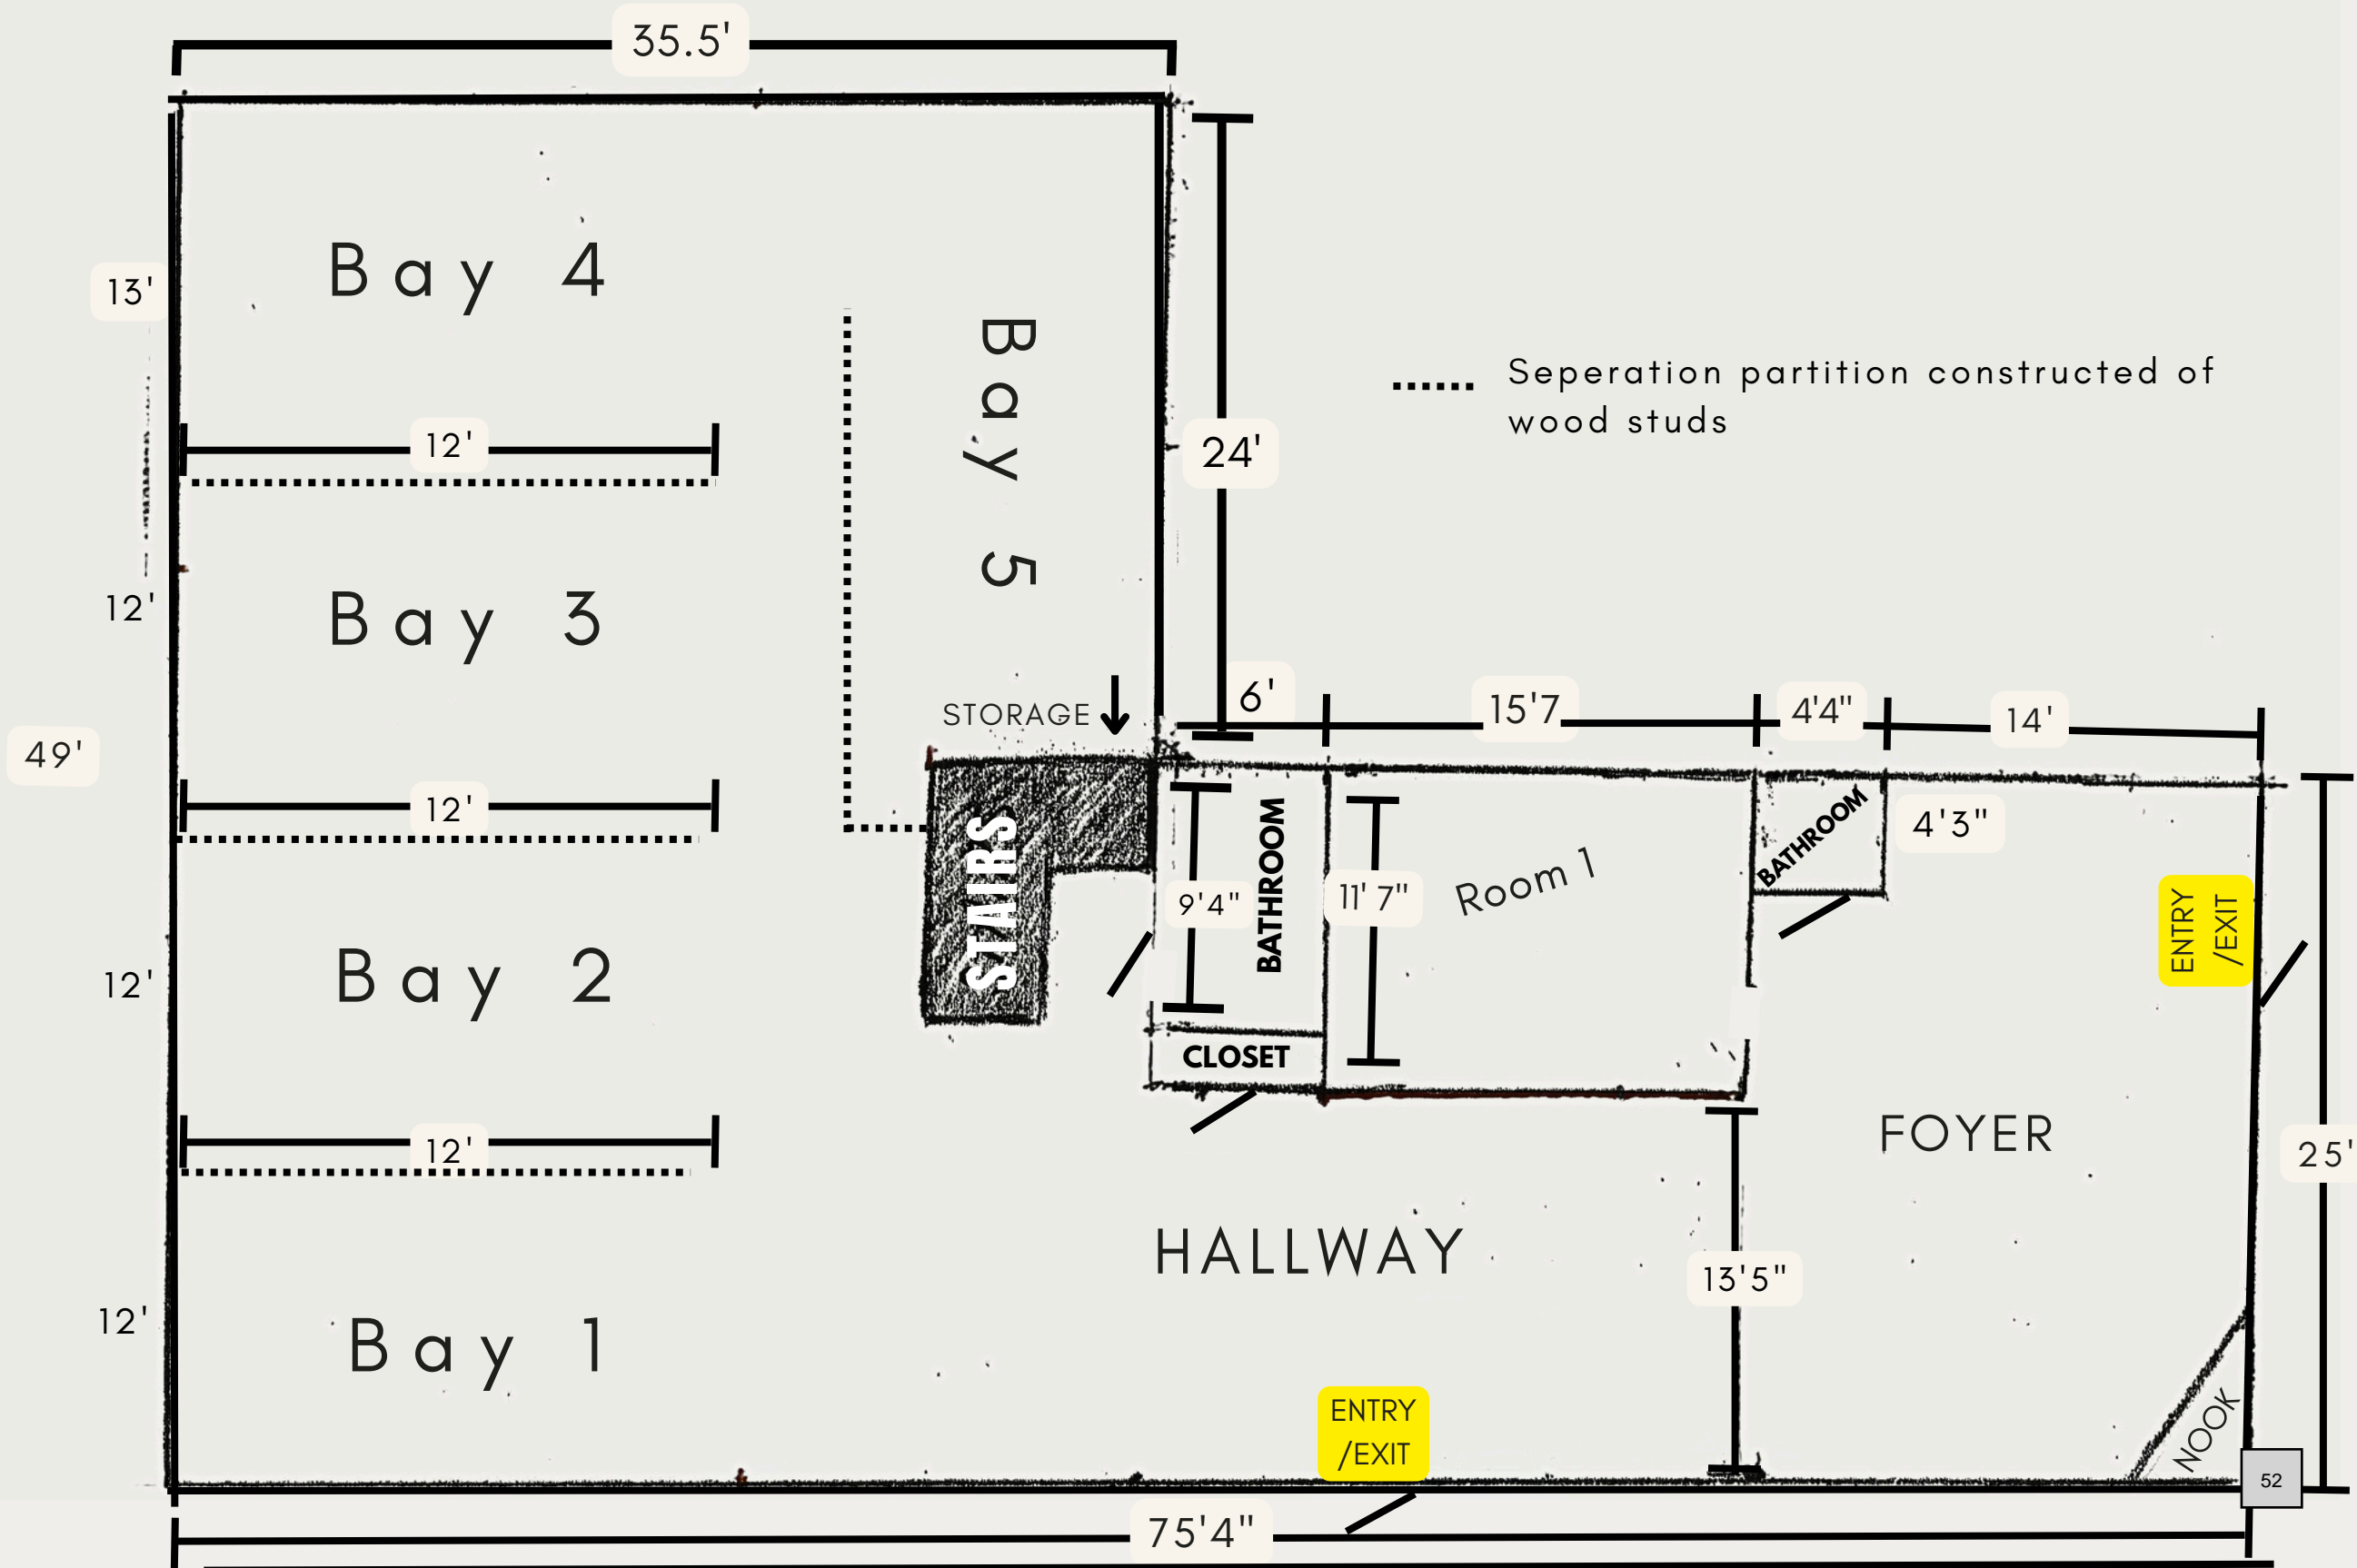 35.5'
Bay 4
13'
Bay 5
24'
Seperation partition constructed of
wood studs
12'
Bay 3
12'
STORAGE
6'
15'7
4'4"
14'
49'
12'
STAIRS
BATHROOM
9'4"
11' 7"
Room 1
BATHROOM
4'3"
ENTRY
/EXIT
Bay 2
12'
CLOSET
12'
FOYER
25'
HALLWAY
13'5"
Bay 1
12'
ENTRY
/EXIT
NOOK
52
75'4"